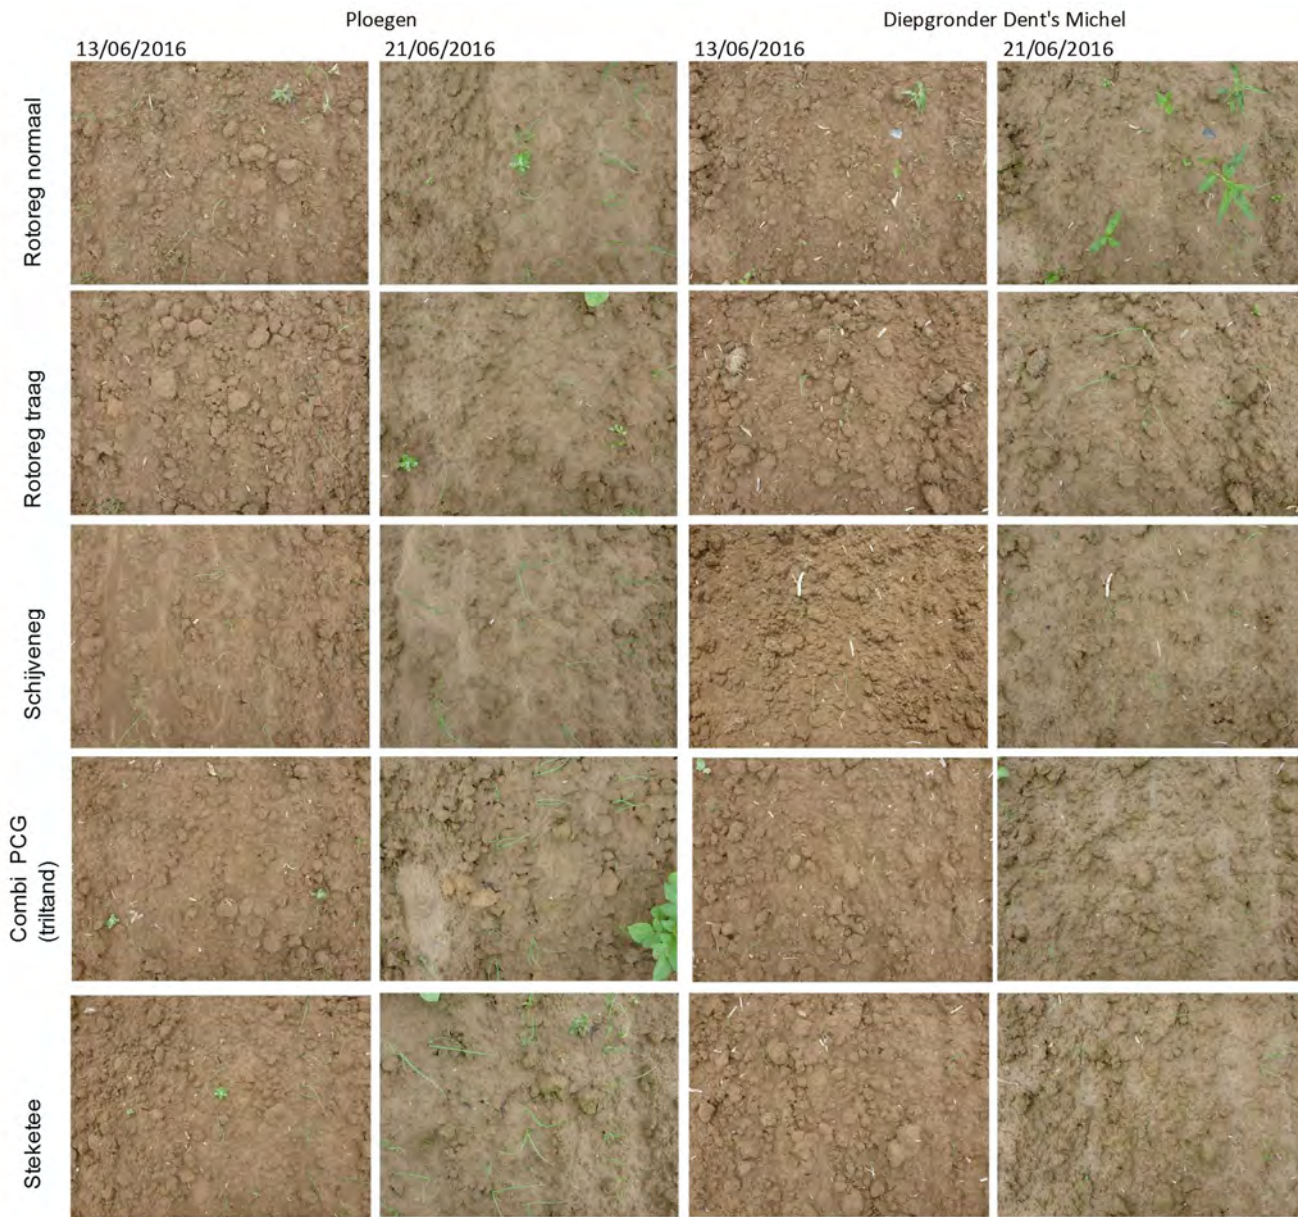 Ploegen
Diepgronder Dent's Michel
13/06/2016
21/06/2016
13/06/2016
21/06/2016
Rotoreg normaal
Rotoreg traag
Schijveneg
Combi PCG
(triltand)
Steketee